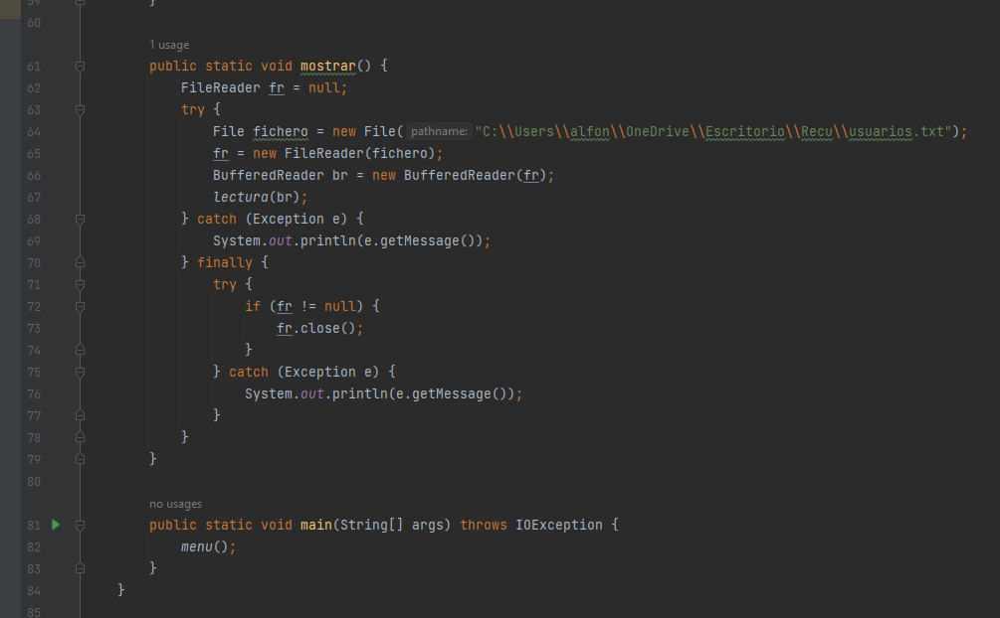 59 }
60
1 usage
61 public static void mostrar() {
62 FileReader fr = null;
63 try {
64 File fichero = new File( pathname: "C:\\Users\\alfon\\OneDrive\\Escritorio\\Recu\\usuarios.txt");
65 fr = new FileReader(fichero);
66 BufferedReader br = new BufferedReader(fr);
67 lectura(br);
68 } catch (Exception e) {
69 System.out.println(e.getMessage());
70 } finally {
71 try {
72 if (fr != null) {
73 fr.close();
74 }
75 } catch (Exception e) {
76 System.out.println(e.getMessage());
77 }
78 }
79 }
80
no usages
81 public static void main(String[] args) throws IOException {
82 menu();
83 }
84 }
85